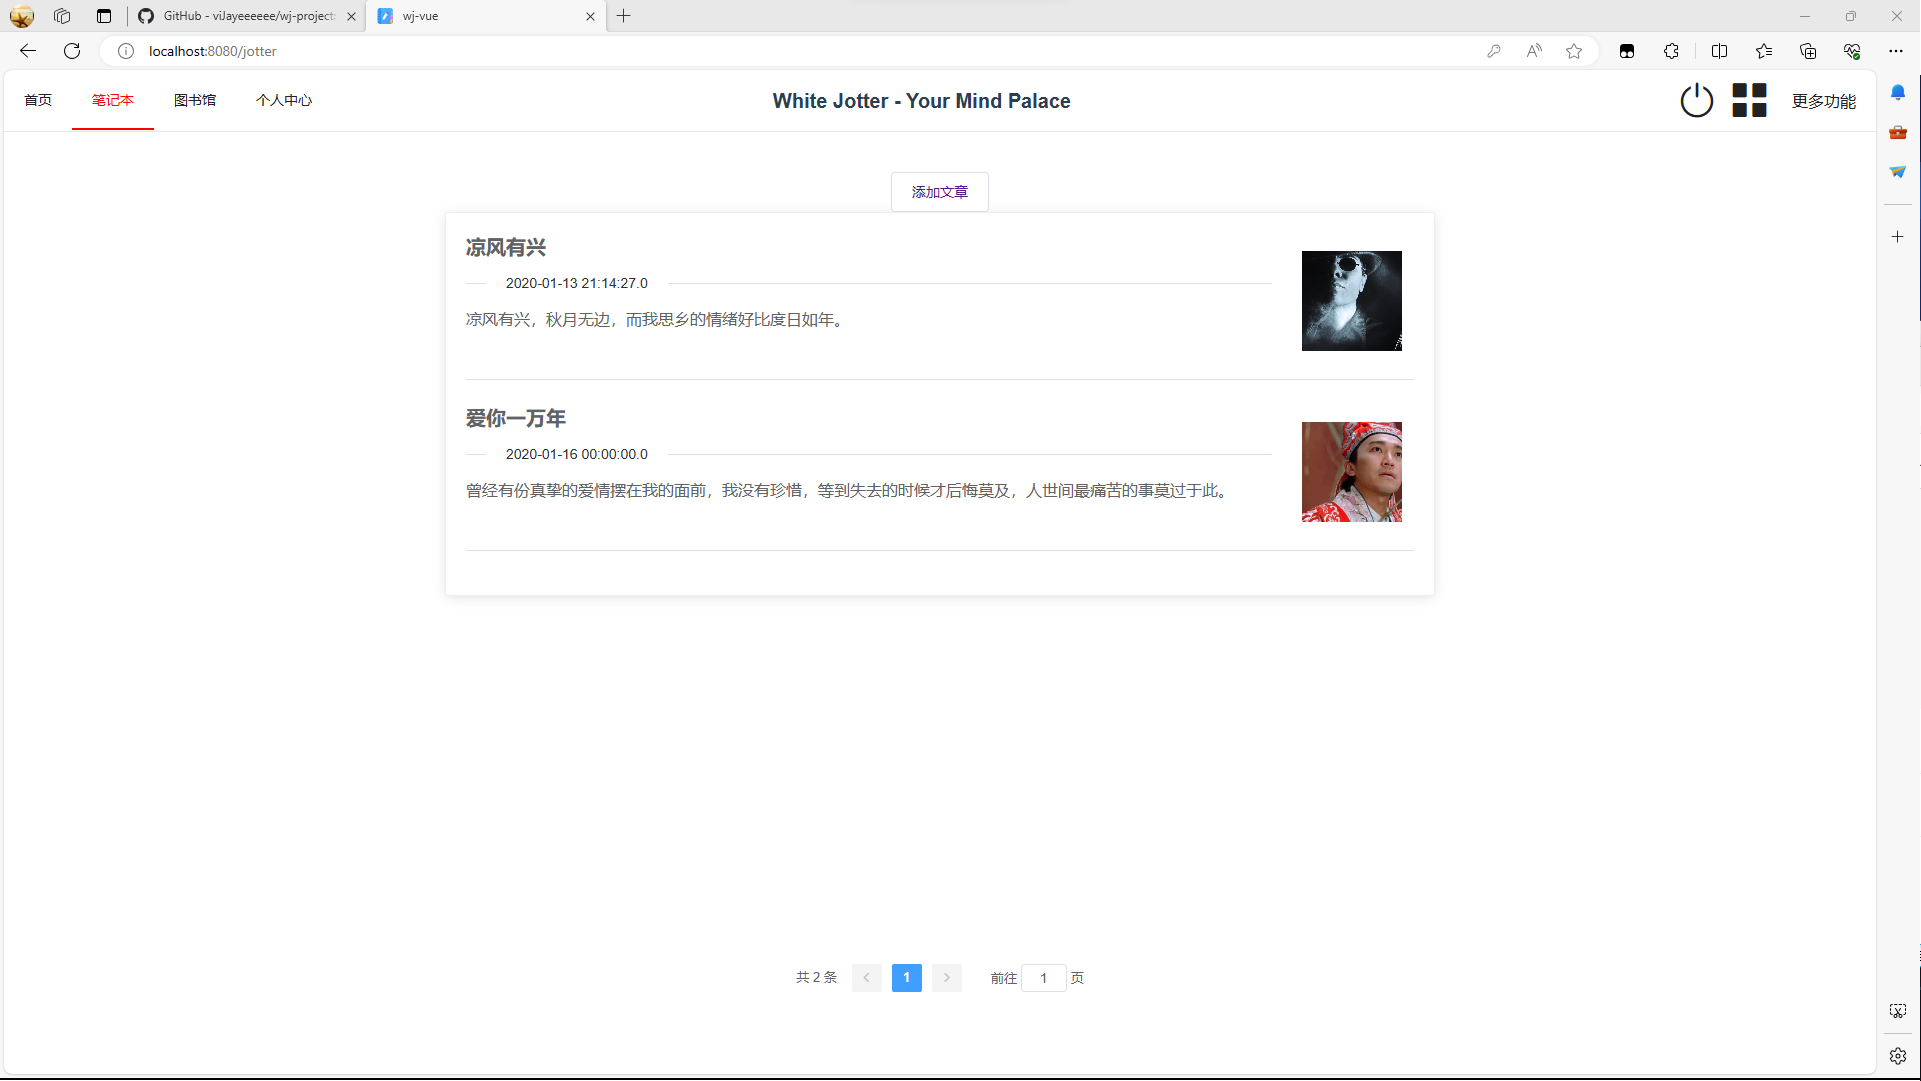 GitHub - viJayeeeeee/wj-project
wj-vue
localhost:8080/jotter
首页
笔记本
图书馆
个人中心
White Jotter - Your Mind Palace
更多功能
添加文章
凉风有兴
2020-01-13 21:14:27.0
凉风有兴，秋月无边，而我思乡的情绪好比度日如年。
爱你一万年
2020-01-16 00:00:00.0
曾经有份真挚的爱情摆在我的面前，我没有珍惜，等到失去的时候才后悔莫及，人世间最痛苦的事莫过于此。
共 2 条
1
前往 1 页